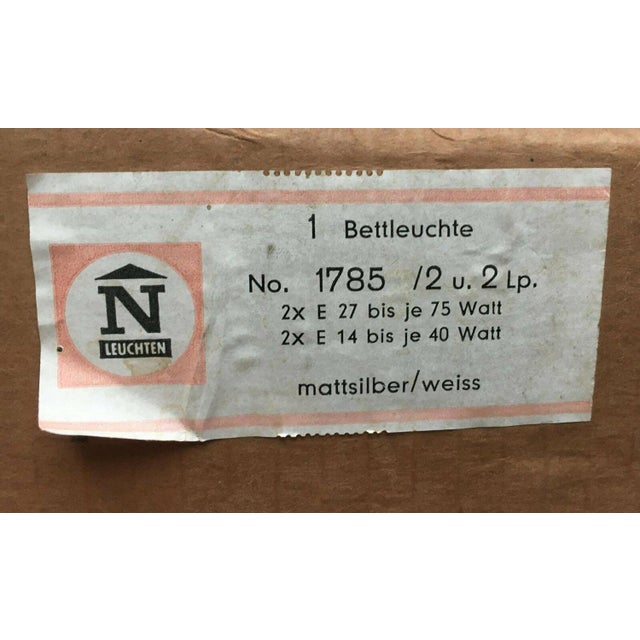 1 Bettleuchte
No. 1785 /2 u. 2 Lp.
2x E 27 bis je 75 Watt
2x E 14 bis je 40 Watt
mattsilber/weiss
N
LEUCHTEN